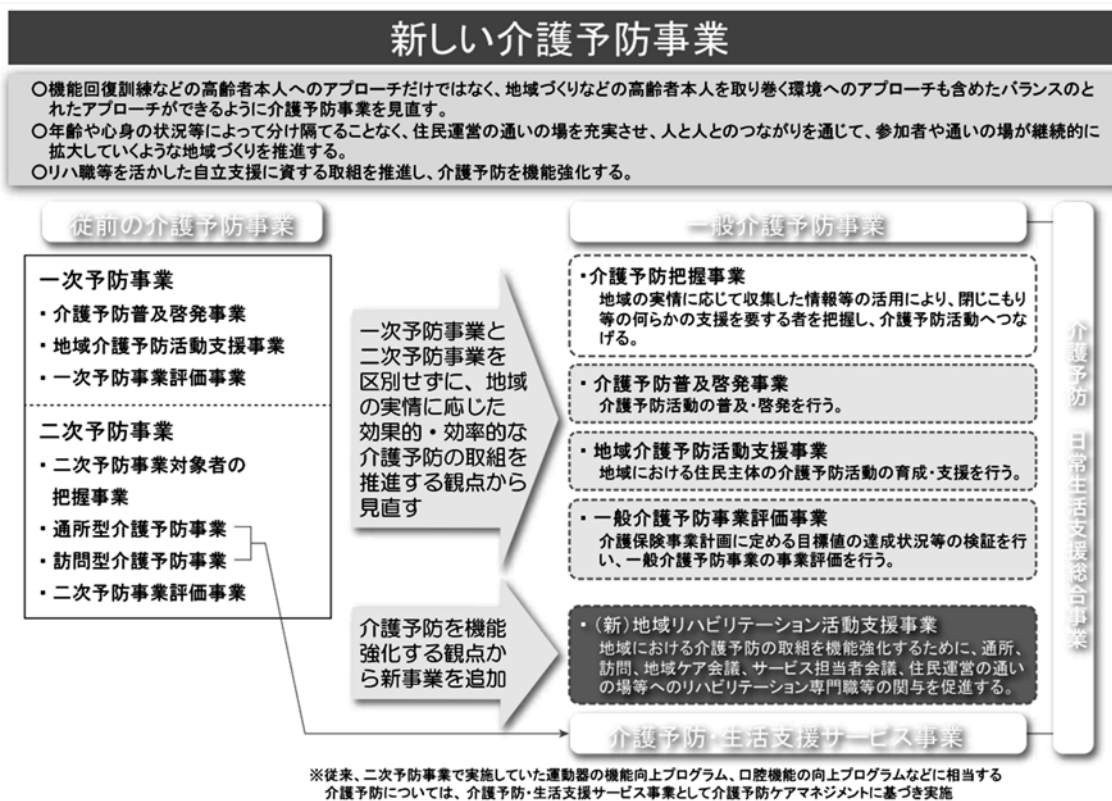 新しい介護予防事業
○機能回復訓練などの高齢者本人へのアプローチだけではなく、地域づくりなどの高齢者本人を取り巻く環境へのアプローチも含めたバランスのと
れたアプローチができるように介護予防事業を見直す。
○年齢や心身の状況等によって分け隔てることなく、住民運営の通いの場を充実させ、人と人とのつながりを通じて、参加者や通いの場が継続的に
拡大していくような地域づくりを推進する。
○リハ職等を活かした自立支援に資する取組を推進し、介護予防を機能強化する。
従前の介護予防事業
一次予防事業
・介護予防普及啓発事業
・地域介護予防活動支援事業
・一次予防事業評価事業
二次予防事業
・二次予防事業対象者の
把握事業
・通所型介護予防事業
・訪問型介護予防事業
・二次予防事業評価事業
一次予防事業と
二次予防事業を
区別せずに、地域
の実情に応じた
効果的・効率的な
介護予防の取組を
推進する観点から
見直す
介護予防を機能
強化する観点か
ら新事業を追加
一般介護予防事業
・介護予防把握事業
地域の実情に応じて収集した情報等の活用により、閉じこもり
等の何らかの支援を要する者を把握し、介護予防活動へつな
げる。
・介護予防普及啓発事業
介護予防活動の普及・啓発を行う。
・地域介護予防活動支援事業
地域における住民主体の介護予防活動の育成・支援を行う。
・一般介護予防事業評価事業
介護保険事業計画に定める目標値の達成状況等の検証を行
い、一般介護予防事業の事業評価を行う。
・(新)地域リハビリテーション活動支援事業
地域における介護予防の取組を機能強化するために、通所、
訪問、地域ケア会議、サービス担当者会議、住民運営の通い
の場等へのリハビリテーション専門職等の関与を促進する。
介護予防・生活支援サービス事業
介護予防 日常生活支援総合事業
※従来、二次予防事業で実施していた運動器の機能向上プログラム、口腔機能の向上プログラムなどに相当する
介護予防については、介護予防・生活支援サービス事業として介護予防ケアマネジメントに基づき実施